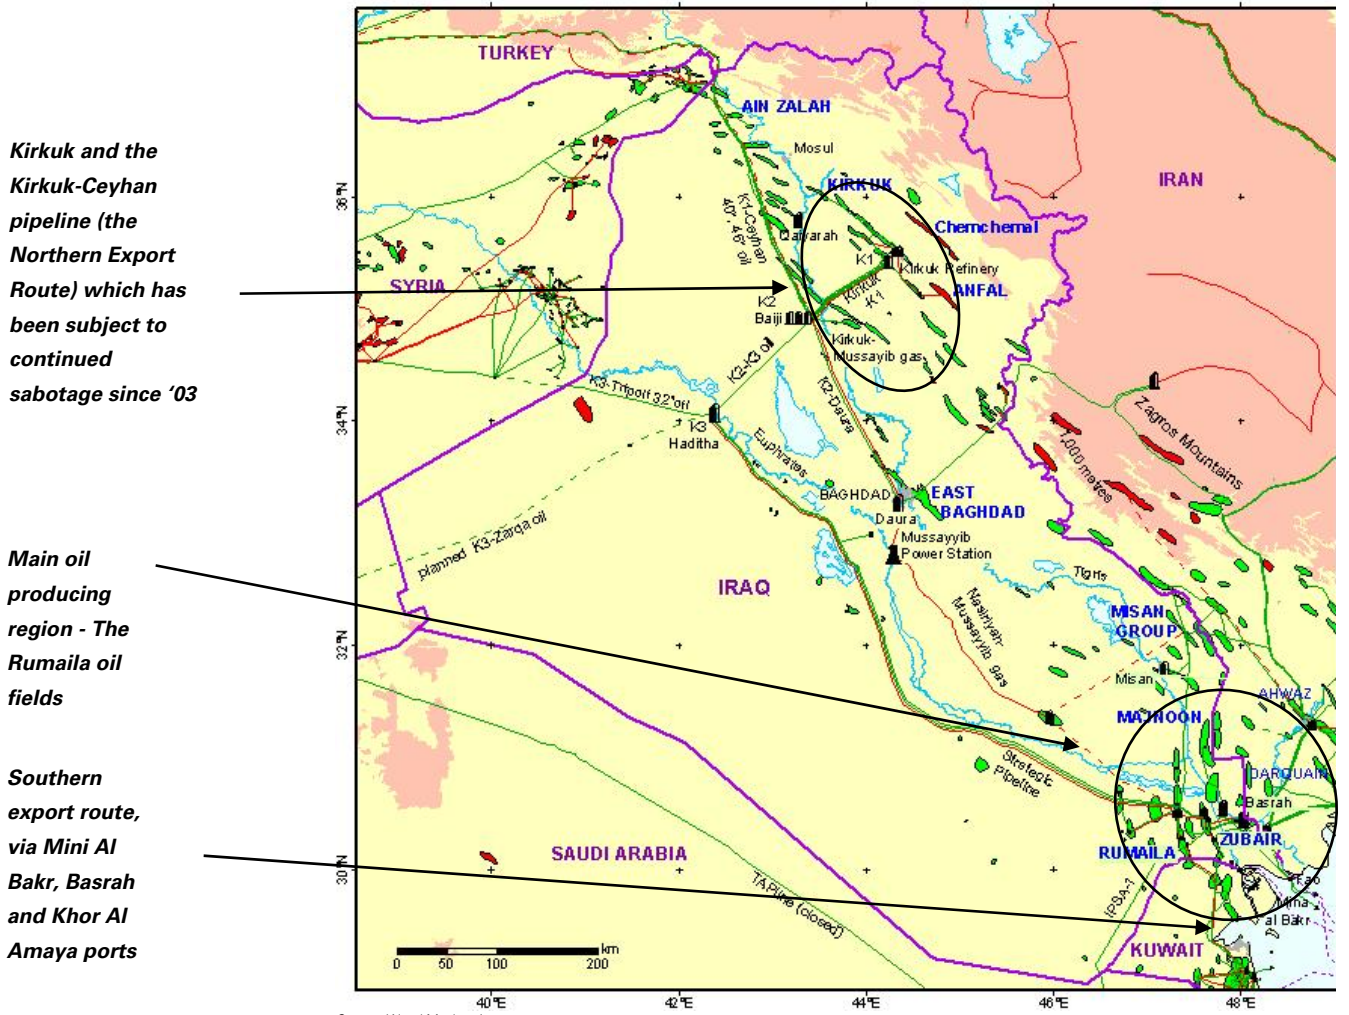 Kirkuk and the
Kirkuk-Ceyhan
pipeline (the
Northern Export
Route) which has
been subject to
continued
sabotage since ‘03
Main oil
producing
region - The
Rumaila oil
fields
Southern
export route,
via Mini Al
Bakr, Basrah
and Khor Al
Amaya ports
TURKEY
AIN ZALAH
Mosul
IRAN
KIRKUK
36°N
Chemchemal
Qaiyarah
K1-Ceyhan
40", 46" oil
K1
Kirkuk Refinery
SYRIA
ANFAL
Kirkuk
-K1
K2
Baiji
Kirkuk-
Mussayib gas
K2-K3 oil
K3-Tripoli 32"oil
K2-Daura
34°N
K3
Haditha
Euphrates
Zagros Mountains
1,000 metres
BAGHDAD
EAST
BAGHDAD
Daura
Mussayyib
Power Station
planned K3-Zarqa oil
IRAQ
Tigris
Nasiriyah-
Mussayyib gas
MISAN
GROUP
32°N
Misan
AHWAZ
MAJNOON
Strategic
Pipeline
DARQUAIN
Basrah
ZUBAIR
RUMAILA
SAUDI ARABIA
30°N
TAPline (closed)
IPSA-1
Fao
Mina
al Bakr
KUWAIT
km
0 50 100 200
40°E 42°E 44°E 46°E 48°E